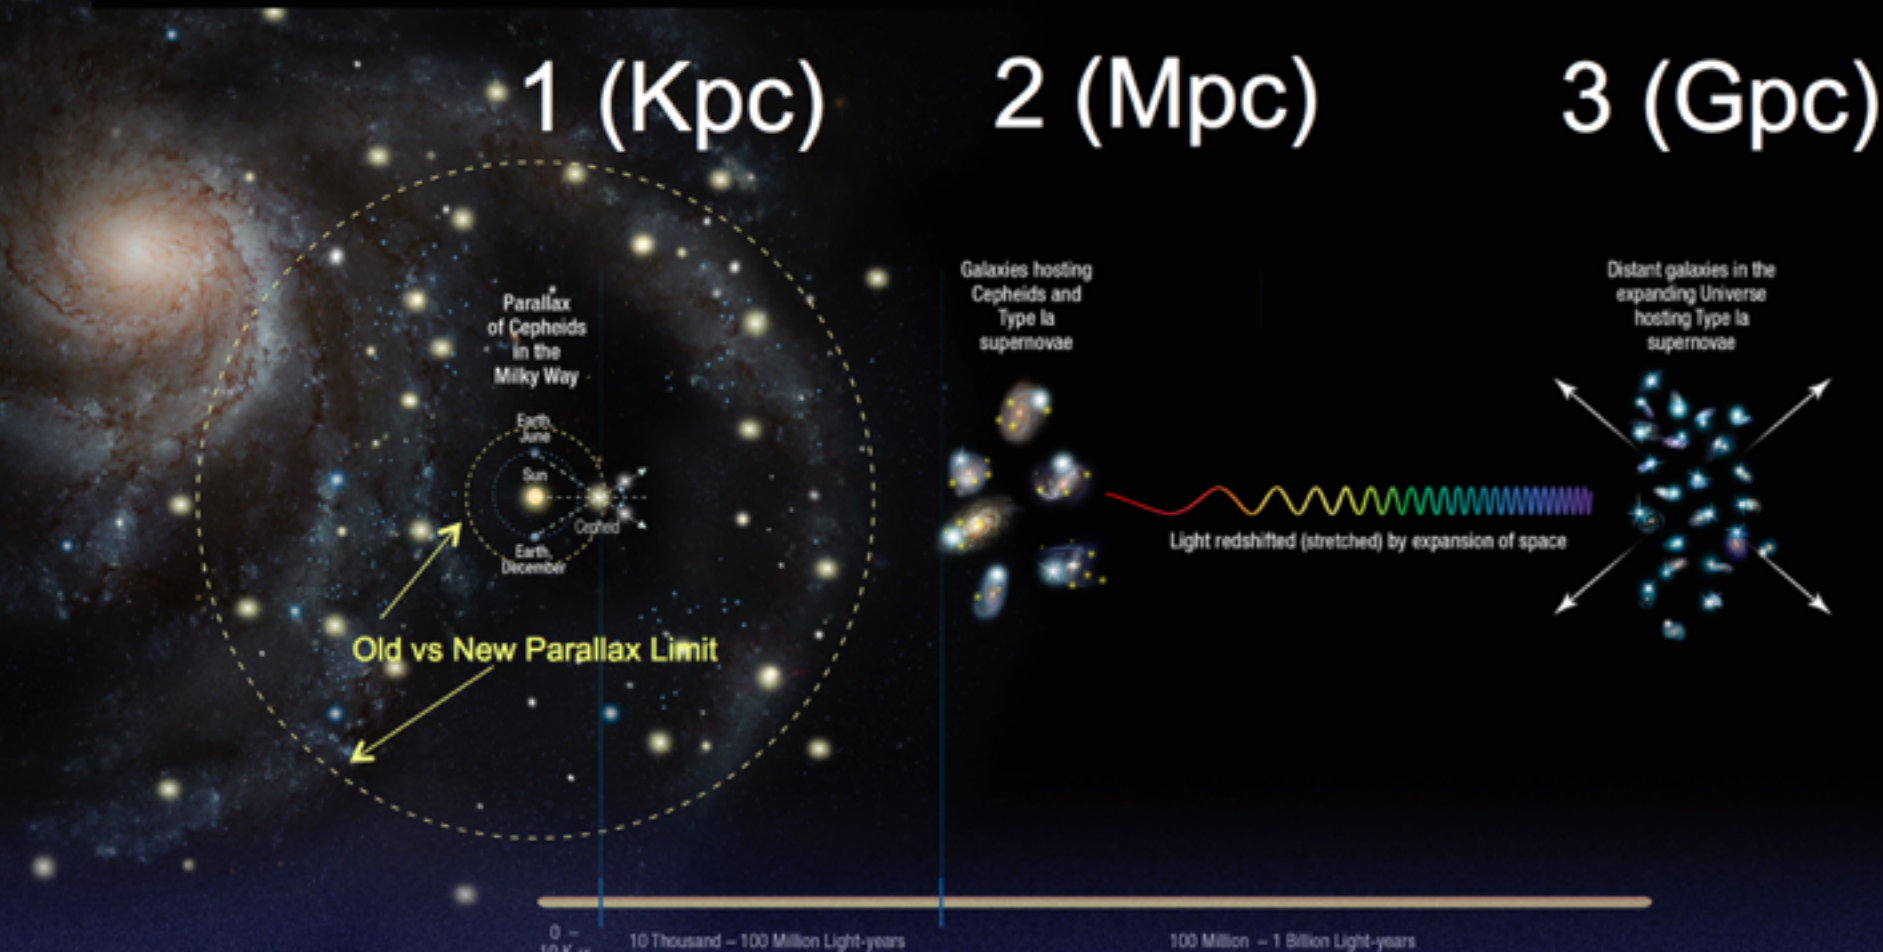 1 (Kpc)
2 (Mpc)
3 (Gpc)
Parallax
of Cepheids
in the
Milky Way
Earth,
June
Sun
Cepheid
Earth,
December
Old vs New Parallax Limit
Galaxies hosting
Cepheids and
Type Ia
supernovae
Light redshifted (stretched) by expansion of space
Distant galaxies in the
expanding Universe
hosting Type Ia
supernovae
0 –
10 Thousand – 100 Million Light-years
100 Million – 1 Billion Light-years